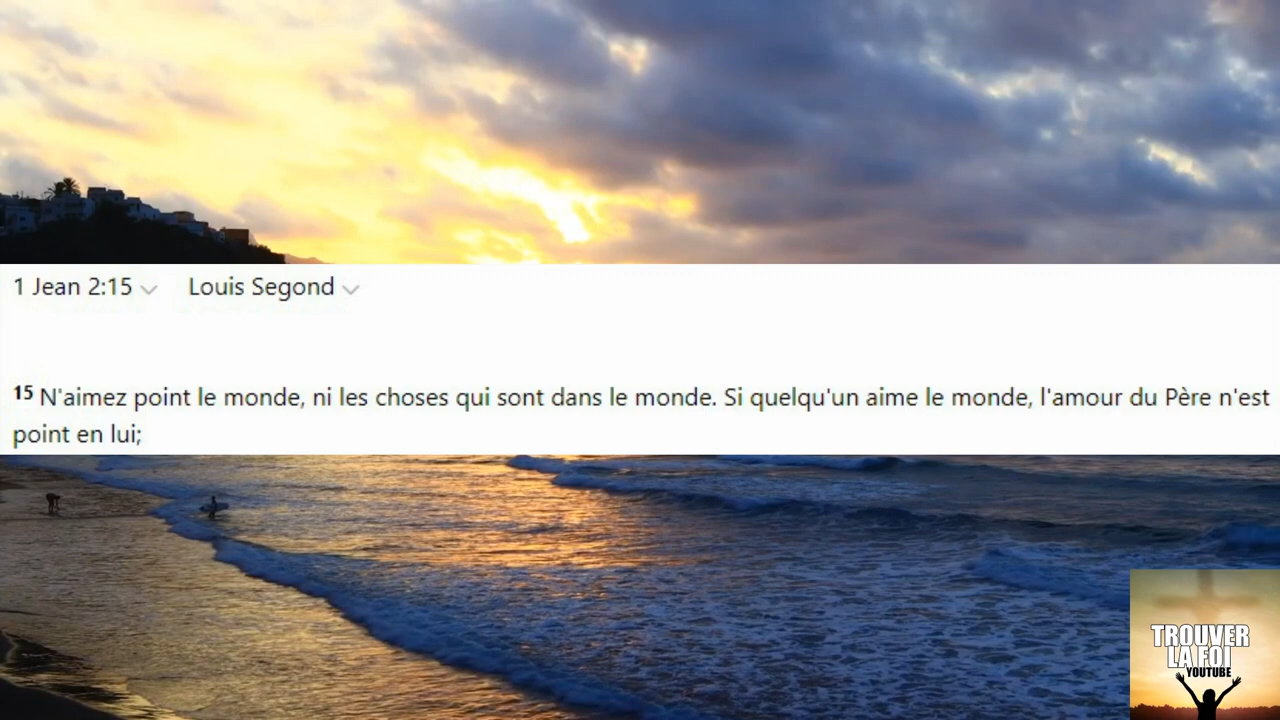 1 Jean 2:15 Louis Segond
15 N'aimez point le monde, ni les choses qui sont dans le monde. Si quelqu'un aime le monde, l'amour du Père n'est
point en lui;
TROUVER
LA FOI
YOUTUBE